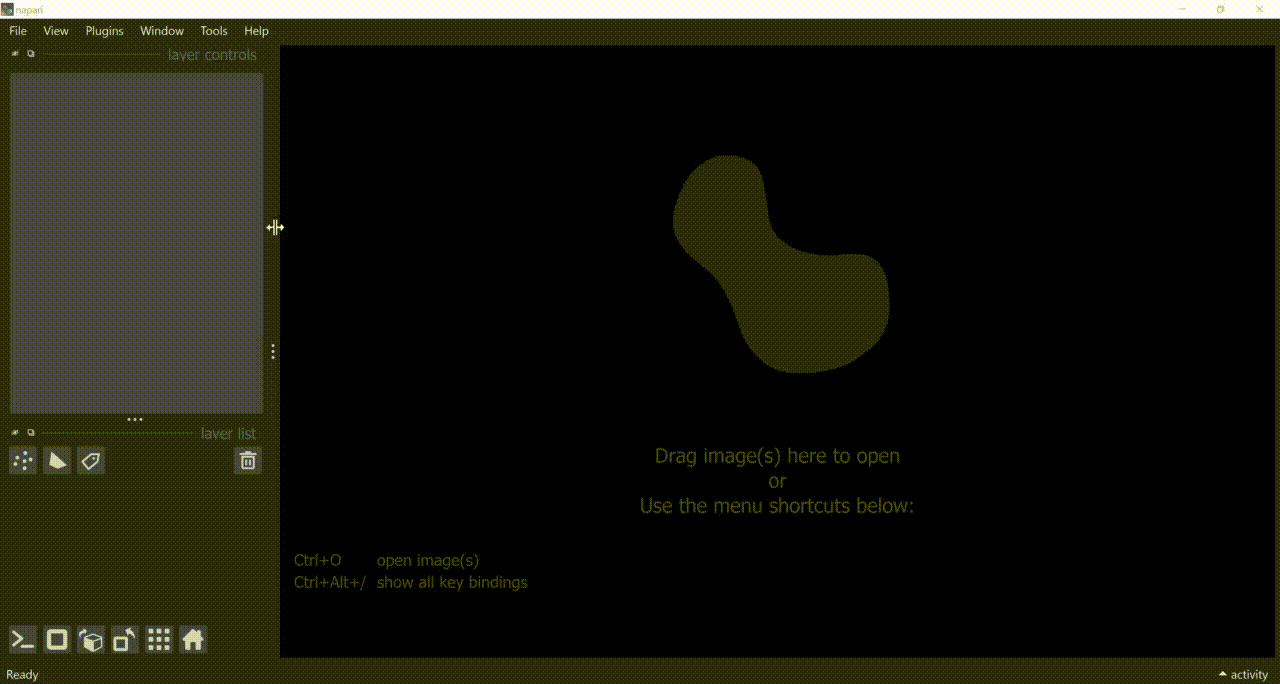 napari
File View Plugins Window Tools Help
layer controls
layer list
Drag image(s) here to open
or
Use the menu shortcuts below:
Ctrl+O open image(s)
Ctrl+Alt+/ show all key bindings
Ready
activity